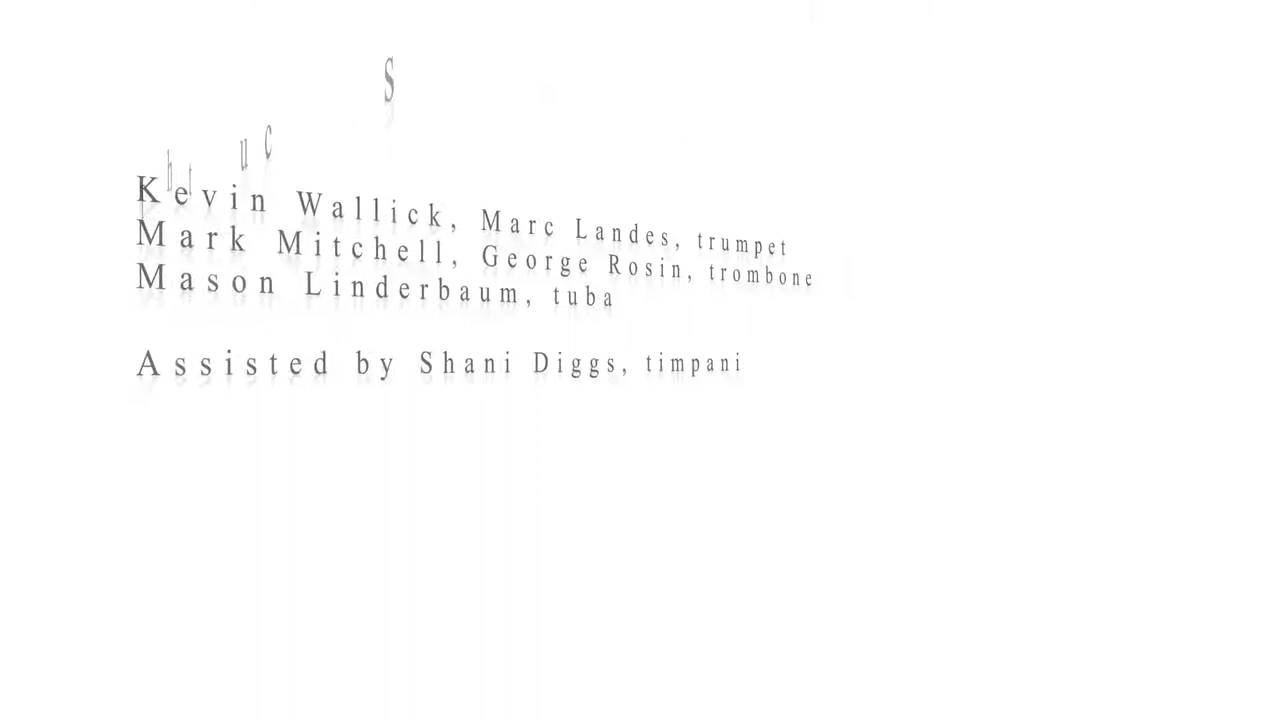 Kevin Wallick, Marc Landes, trumpet
Mark Mitchell, George Rosin, trombone
Mason Linderbaum, tuba
Assisted by Shani Diggs, timpani